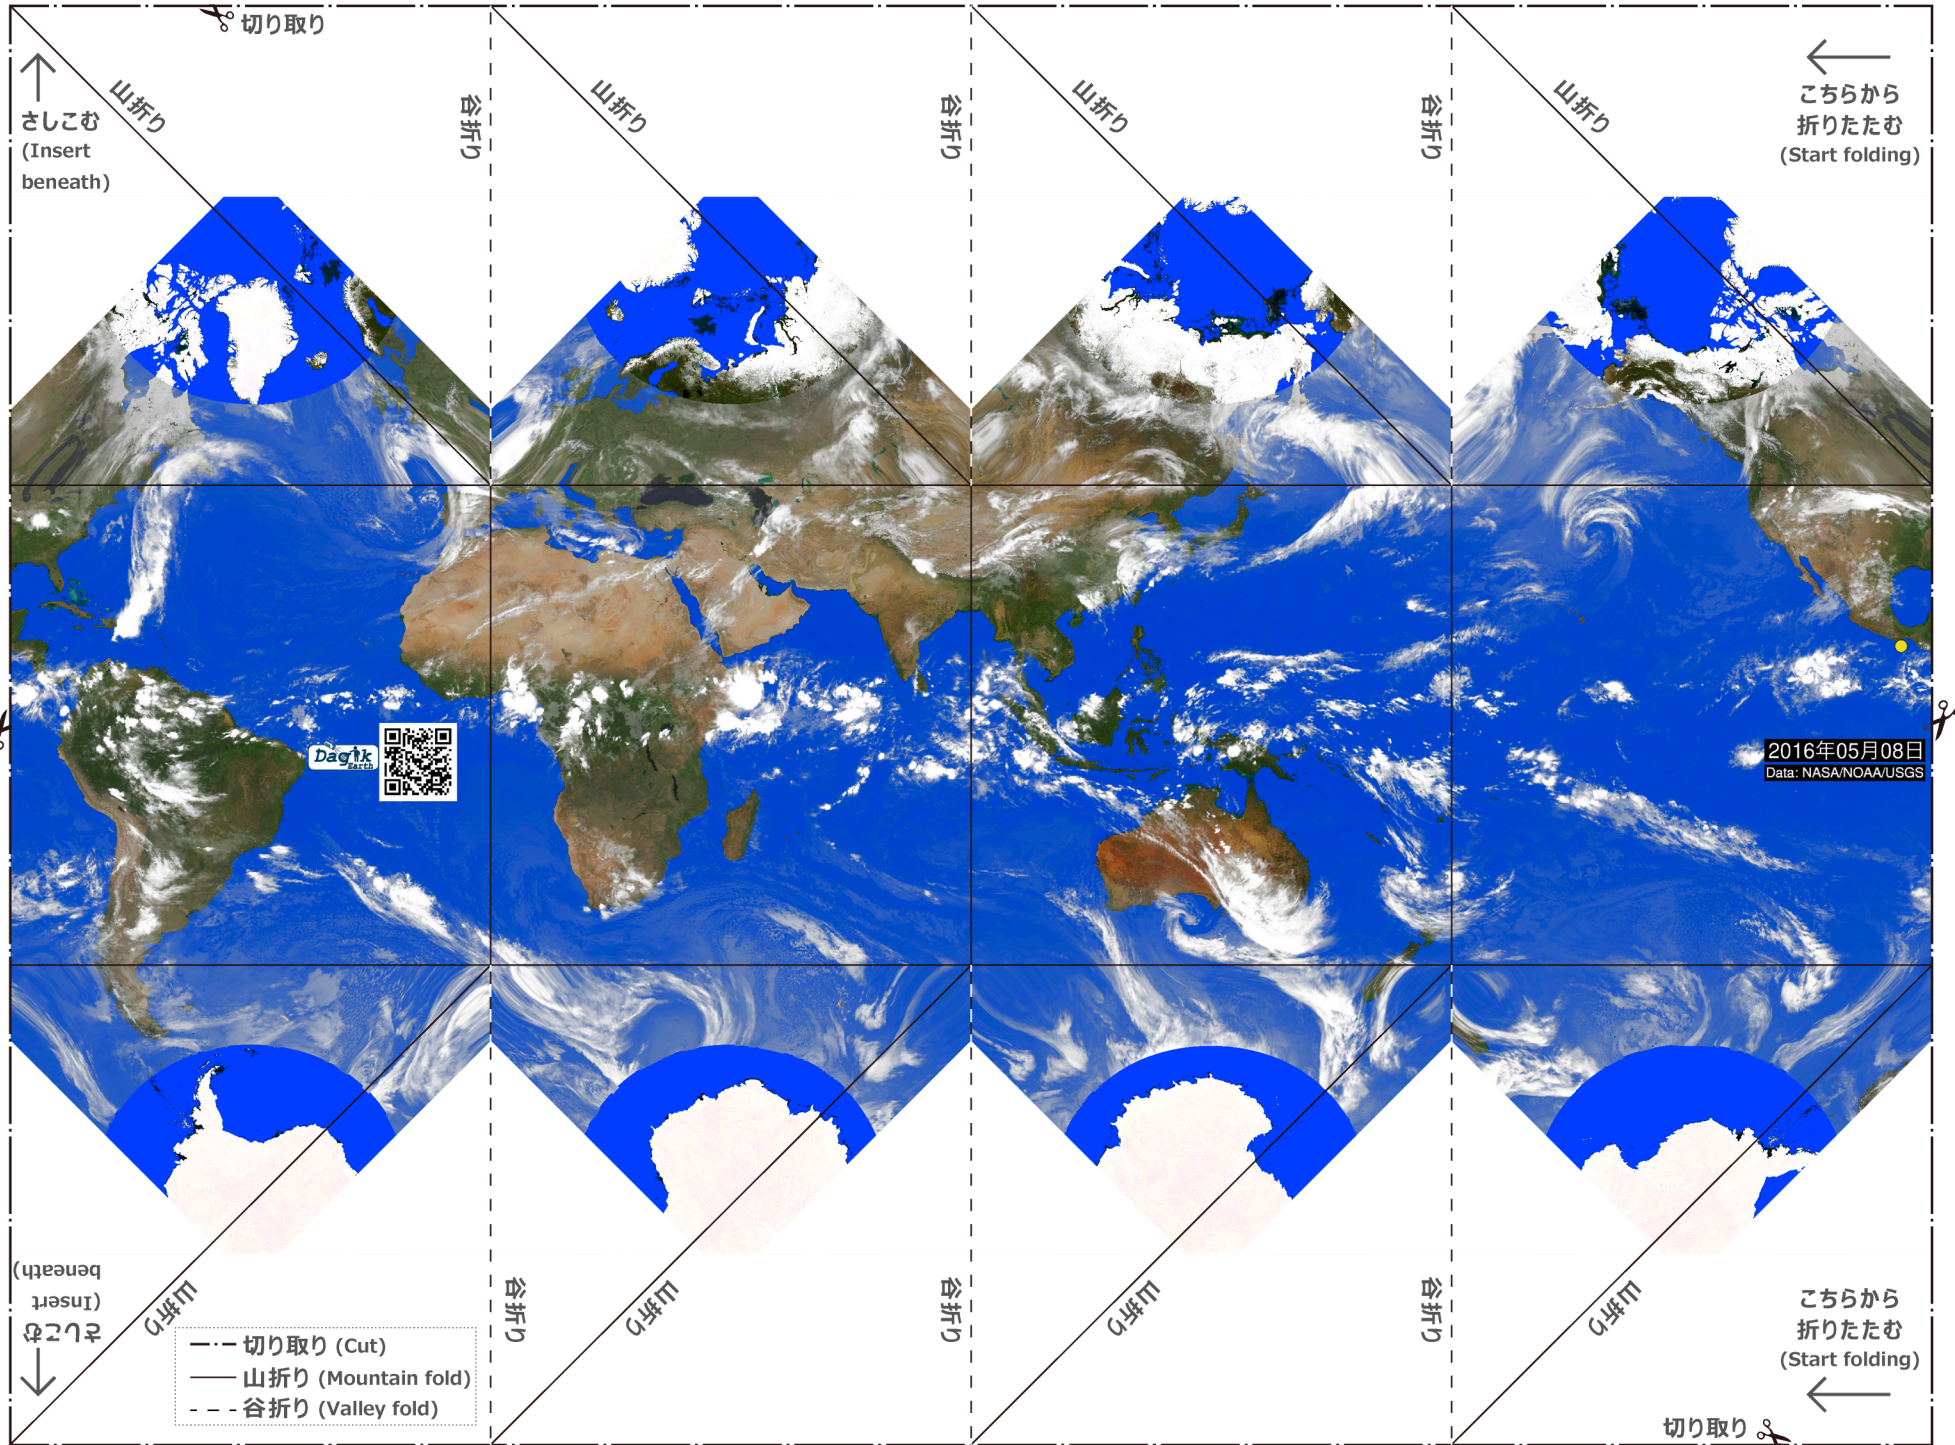 切り取り
さしこむ
(Insert
beneath)
山折り
谷折り
山折り
谷折り
山折り
谷折り
山折り
こちらから
折りたたむ
(Start folding)
Dagik
Earth
2016年05月08日
Data: NASA/NOAA/USGS
さしこむ
(Insert
beneath)
山折り
谷折り
山折り
谷折り
山折り
谷折り
山折り
こちらから
折りたたむ
(Start folding)
切り取り (Cut)
山折り (Mountain fold)
谷折り (Valley fold)
切り取り